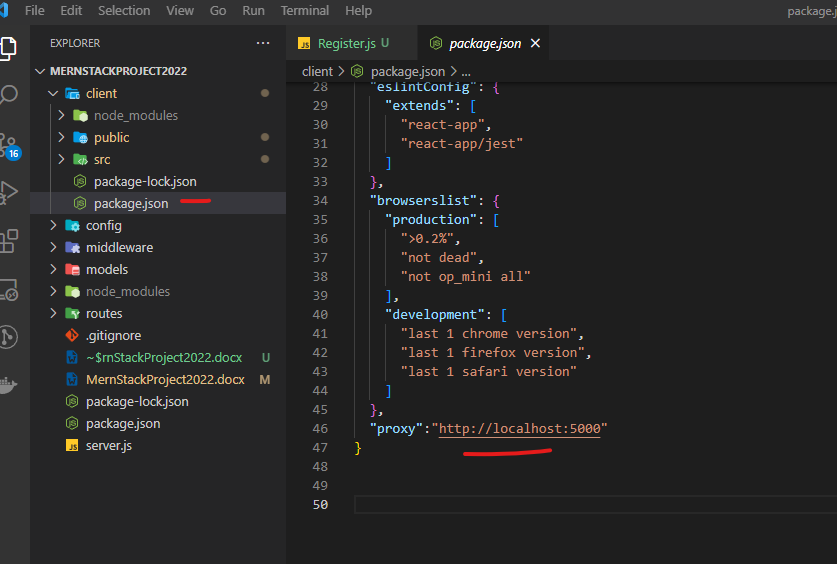 File Edit Selection View Go Run Terminal Help
package.j
EXPLORER
MERNSTACKPROJECT2022
client
node_modules
public
src
package-lock.json
package.json
config
middleware
models
node_modules
routes
.gitignore
~$rnStackProject2022.docx U
MernStackProject2022.docx M
package-lock.json
package.json
JS server.js
16
JS Register.js U
package.json
client > package.json > ...
28 "eslintConfig": {
29 "extends": [
30 "react-app",
31 "react-app/jest"
32 ]
33 },
34 "browserslist": {
35 "production": [
36 ">0.2%",
37 "not dead",
38 "not op_mini all"
39 ],
40 "development": [
41 "last 1 chrome version",
42 "last 1 firefox version",
43 "last 1 safari version"
44 ]
45 },
46 "proxy":"http://localhost:5000"
47 }
48
49
50